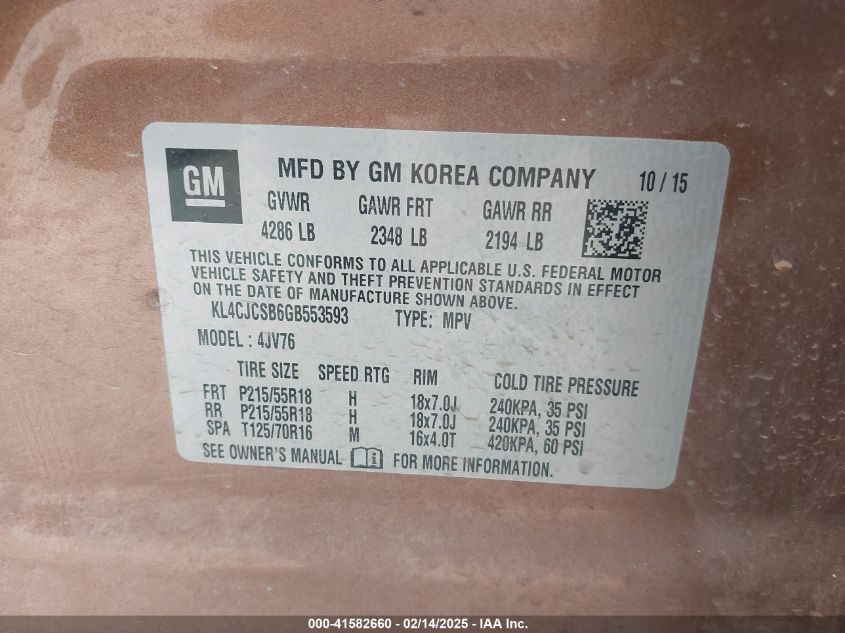 GM
MFD BY GM KOREA COMPANY 10 / 15
GVWR GAWR FRT GAWR RR
4286 LB 2348 LB 2194 LB
THIS VEHICLE CONFORMS TO ALL APPLICABLE U.S. FEDERAL MOTOR
VEHICLE SAFETY AND THEFT PREVENTION STANDARDS IN EFFECT
ON THE DATE OF MANUFACTURE SHOWN ABOVE.
KL4CJCSB6GB553593 TYPE: MPV
MODEL : 4JV76
TIRE SIZE SPEED RTG RIM COLD TIRE PRESSURE
FRT P215/55R18 H 18x7.0J 240KPA, 35 PSI
RR P215/55R18 H 18x7.0J 240KPA, 35 PSI
SPA T125/70R16 M 16x4.0T 420KPA, 60 PSI
SEE OWNER'S MANUAL FOR MORE INFORMATION.
000-41582660 - 02/14/2025 - IAA Inc.